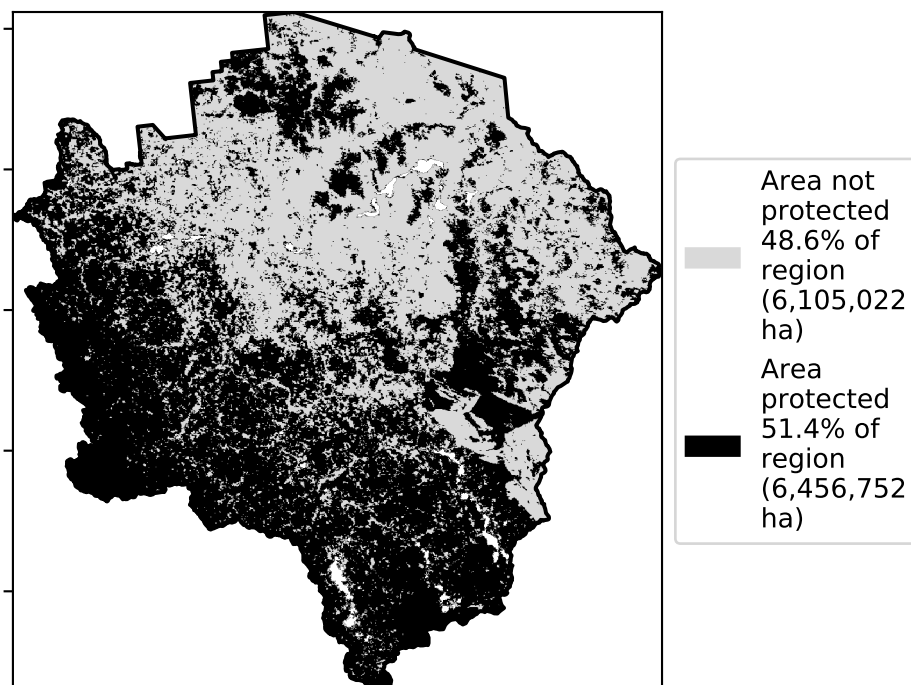 Area not
protected
48.6% of
region
(6,105,022
ha)
Area
protected
51.4% of
region
(6,456,752
ha)